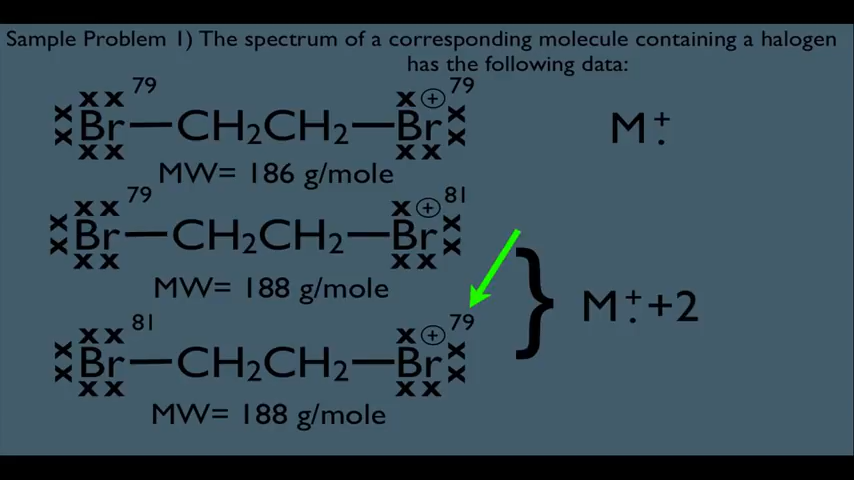 Sample Problem 1) The spectrum of a corresponding molecule containing a halogen
has the following data:
79 79
Br—CH₂CH₂—Br⊕ M⁺.
MW= 186 g/mole
79 81
Br—CH₂CH₂—Br⊕
MW= 188 g/mole
} M⁺.+2
81 79
Br—CH₂CH₂—Br⊕
MW= 188 g/mole